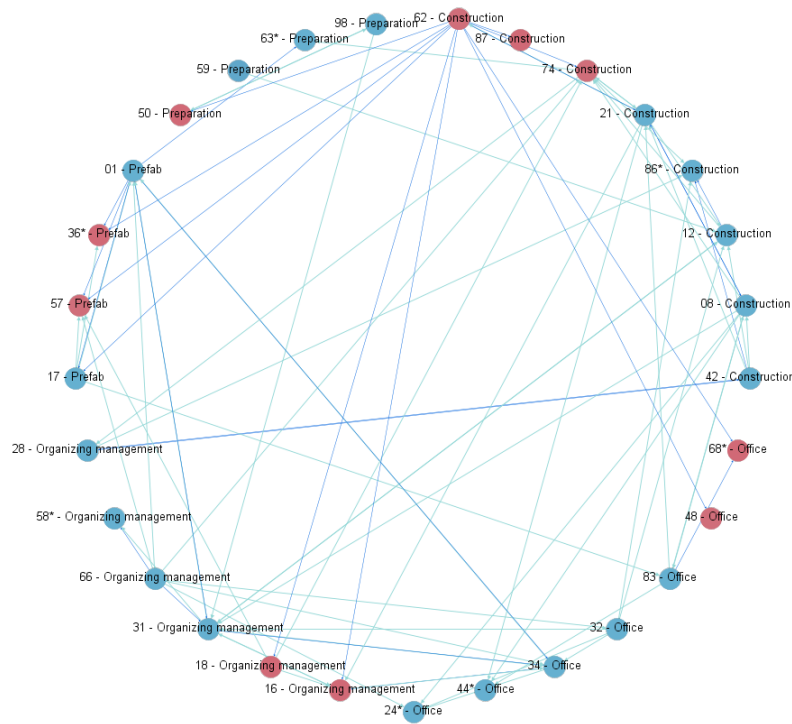 62 - Construction
98 - Preparation
87 - Construction
63* - Preparation
59 - Preparation
74 - Construction
50 - Preparation
21 - Construction
01 - Prefab
86* - Construction
36* - Prefab
12 - Construction
57 - Prefab
08 - Construction
17 - Prefab
42 - Construction
28 - Organizing management
68* - Office
58* - Organizing management
48 - Office
66 - Organizing management
83 - Office
31 - Organizing management
32 - Office
18 - Organizing management
34 - Office
16 - Organizing management
44* - Office
24* - Office